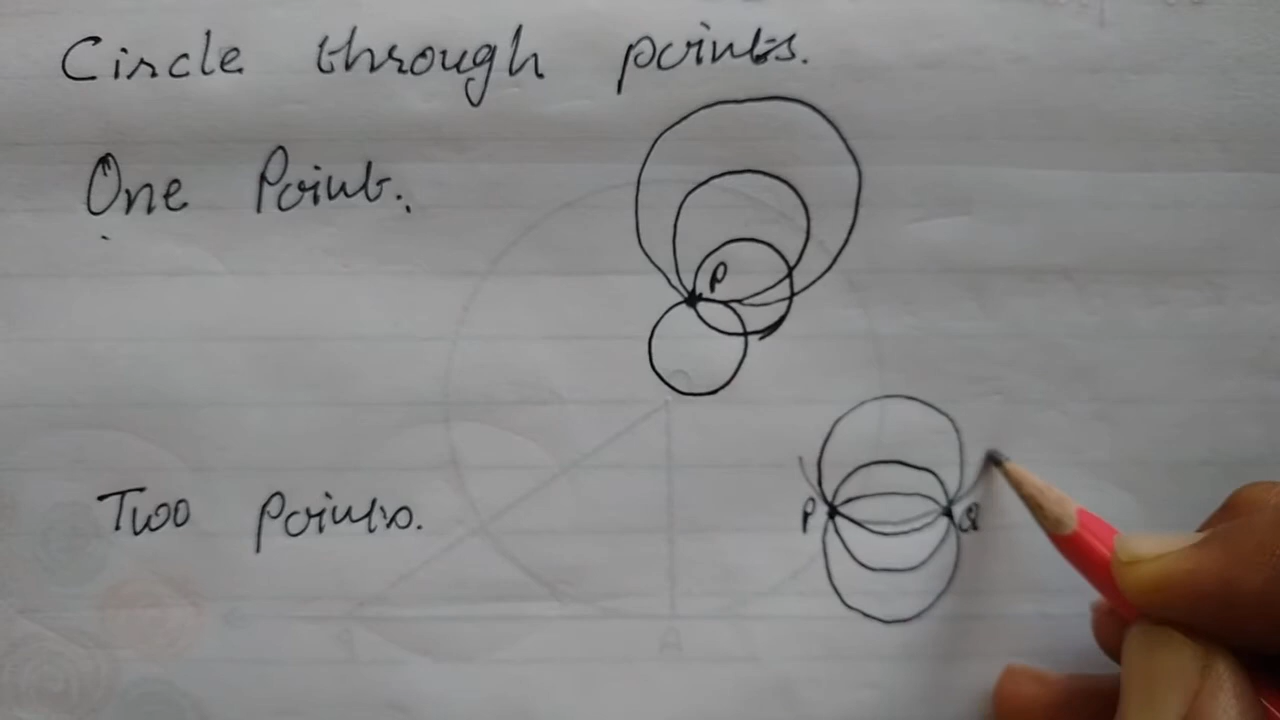 Circle through points.
One Point.
P
Two points.
P
Q